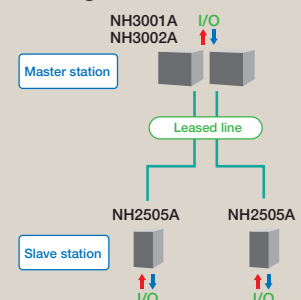 NH3001A I/O
NH3002A
Master station
Leased line
NH2505A NH2505A
Slave station
I/O I/O